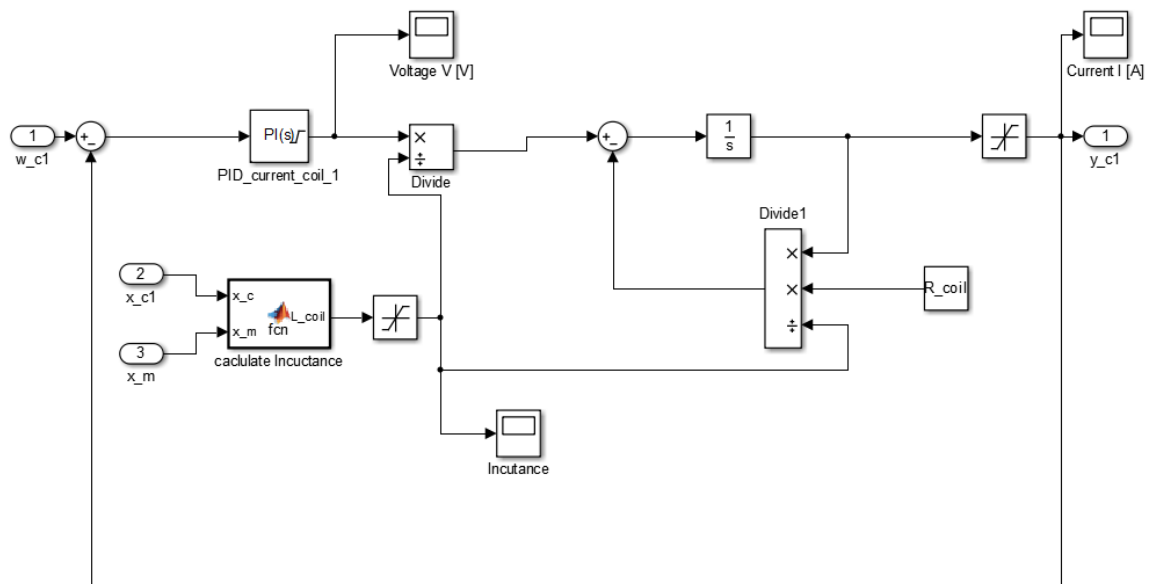 Voltage V [V]
Current I [A]
1
w_c1
+
−
PI(s)
PID_current_coil_1
×
÷
Divide
+
−
1
s
1
y_c1
Divide1
×
×
÷
R_coil
2
x_c1
x_c
x_m
fcn
L_coil
caclulate Incuctance
3
x_m
Incutance